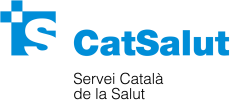 CatSalut
Servei Català
de la Salut